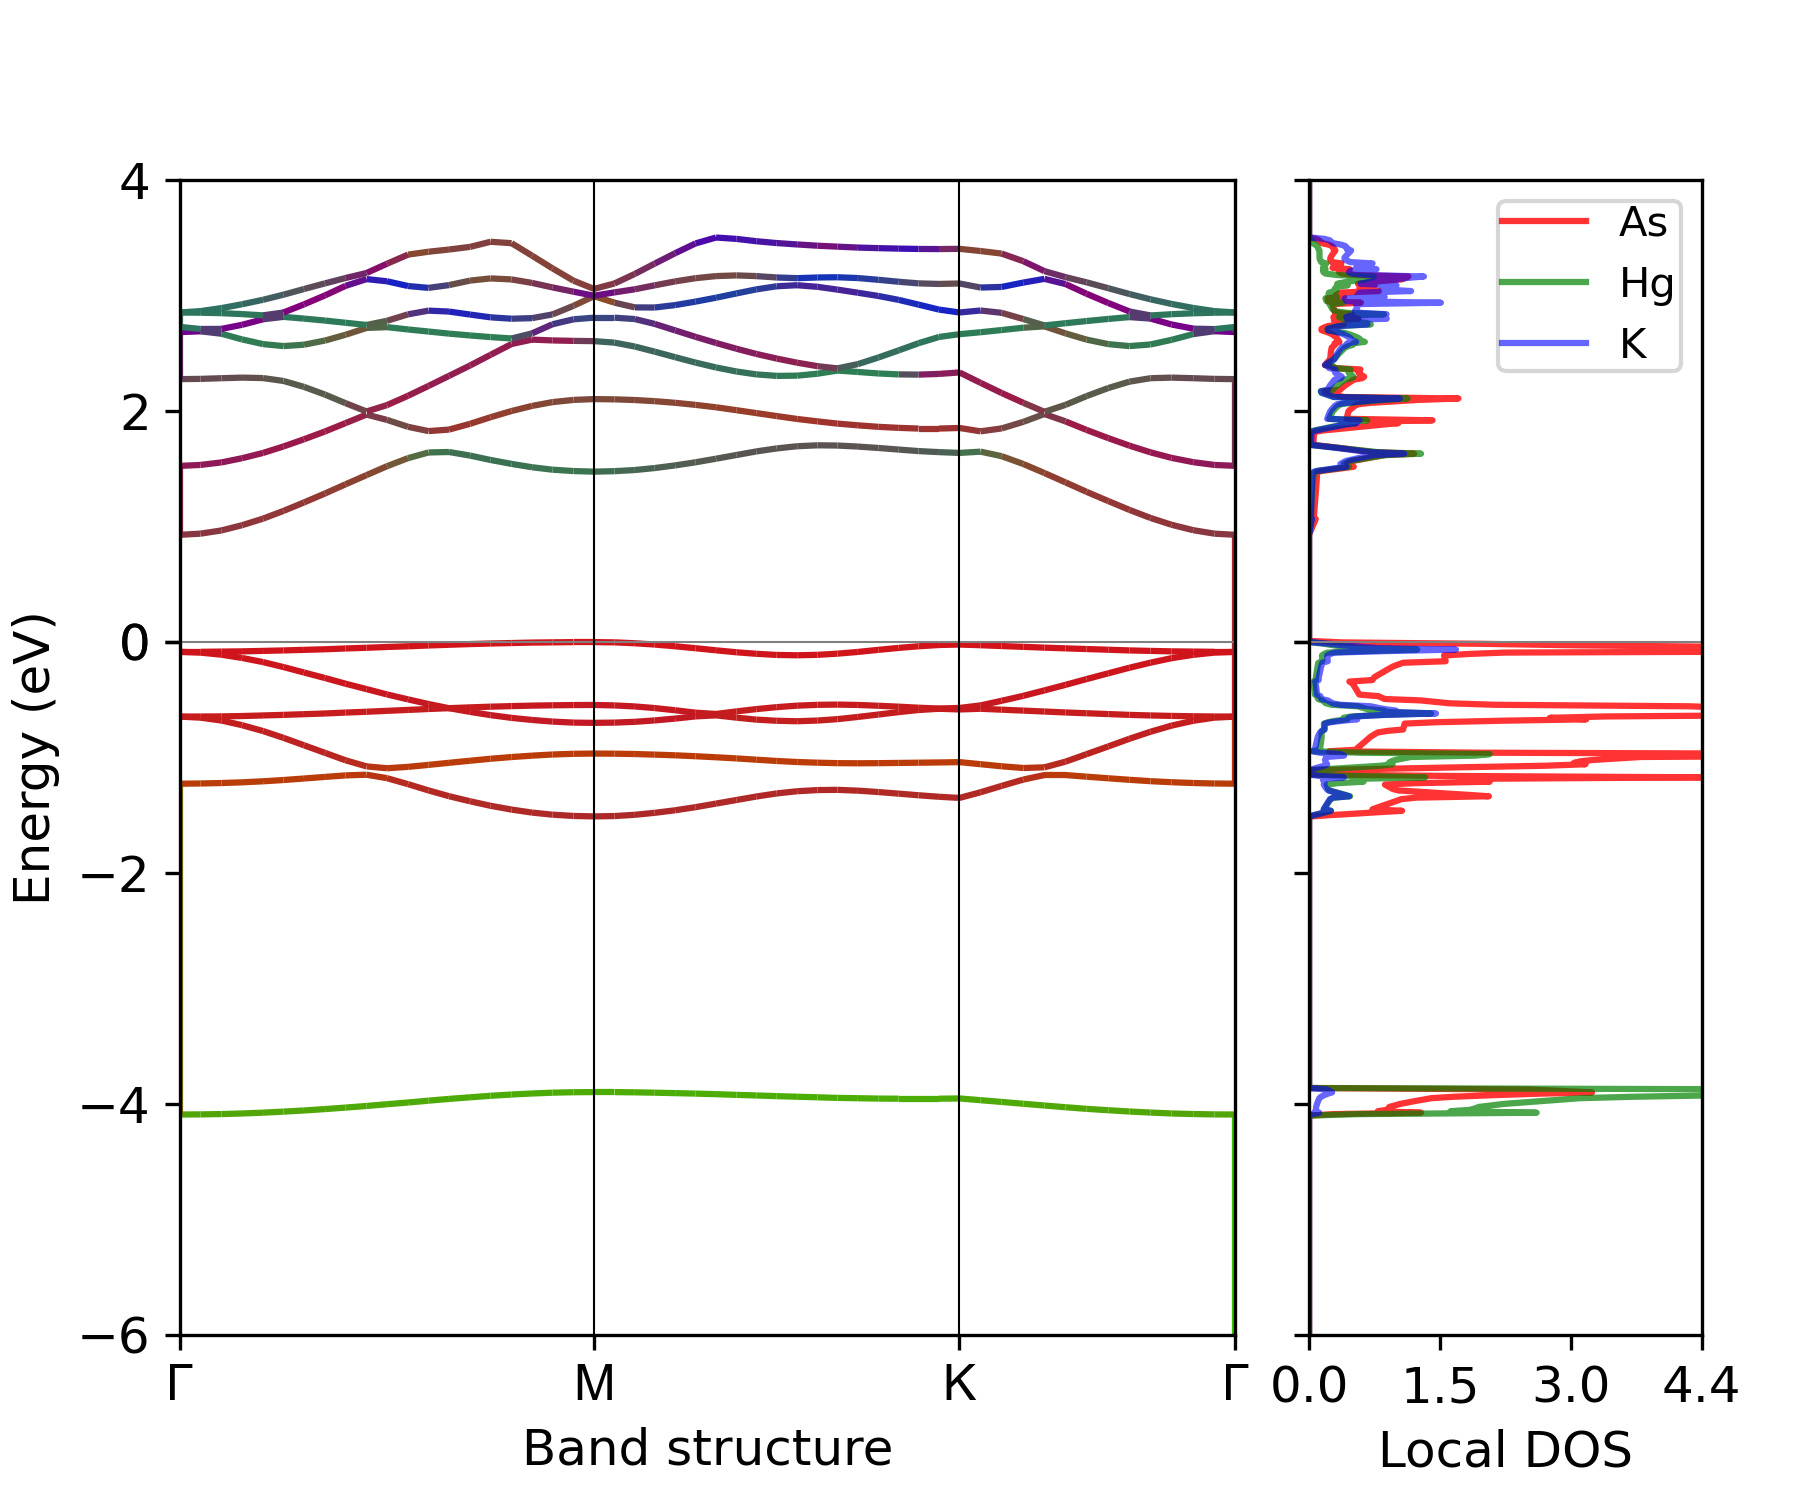 4
2
0
−2
−4
−6
Energy (eV)
Γ M K Γ
Band structure
As
Hg
K
0.0 1.5 3.0 4.4
Local DOS